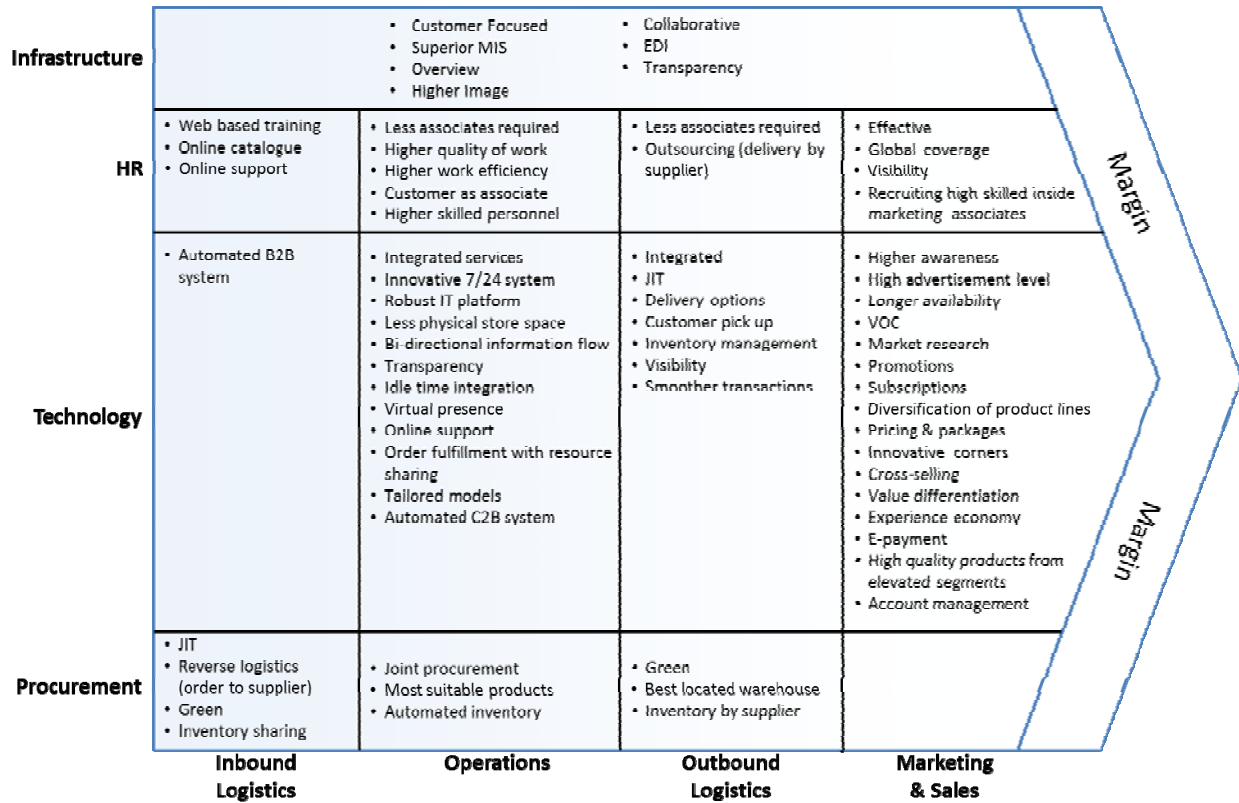 Infrastructure
• Customer Focused
• Superior MIS
• Overview
• Higher Image
• Collaborative
• EDI
• Transparency
HR
• Web based training
• Online catalogue
• Online support
• Less associates required
• Higher quality of work
• Higher work efficiency
• Customer as associate
• Higher skilled personnel
• Less associates required
• Outsourcing (delivery by
supplier)
• Effective
• Global coverage
• Visibility
• Recruiting high skilled inside
marketing associates
Technology
• Automated B2B
system
• Integrated services
• Innovative 7/24 system
• Robust IT platform
• Less physical store space
• Bi-directional information flow
• Transparency
• Idle time integration
• Virtual presence
• Online support
• Order fulfillment with resource
sharing
• Tailored models
• Automated C2B system
• Integrated
• JIT
• Delivery options
• Customer pick up
• Inventory management
• Visibility
• Smoother transactions
• Higher awareness
• High advertisement level
• Longer availability
• VOC
• Market research
• Promotions
• Subscriptions
• Diversification of product lines
• Pricing & packages
• Innovative corners
• Cross-selling
• Value differentiation
• Experience economy
• E-payment
• High quality products from
elevated segments
• Account management
Procurement
• JIT
• Reverse logistics
(order to supplier)
• Green
• Inventory sharing
• Joint procurement
• Most suitable products
• Automated inventory
• Green
• Best located warehouse
• Inventory by supplier
Margin
Margin
Inbound
Logistics
Operations
Outbound
Logistics
Marketing
& Sales